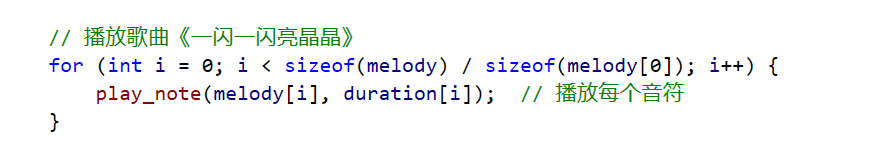 // 播放歌曲《一闪一闪亮晶晶》
for (int i = 0; i < sizeof(melody) / sizeof(melody[0]); i++) {
    play_note(melody[i], duration[i]);  // 播放每个音符
}